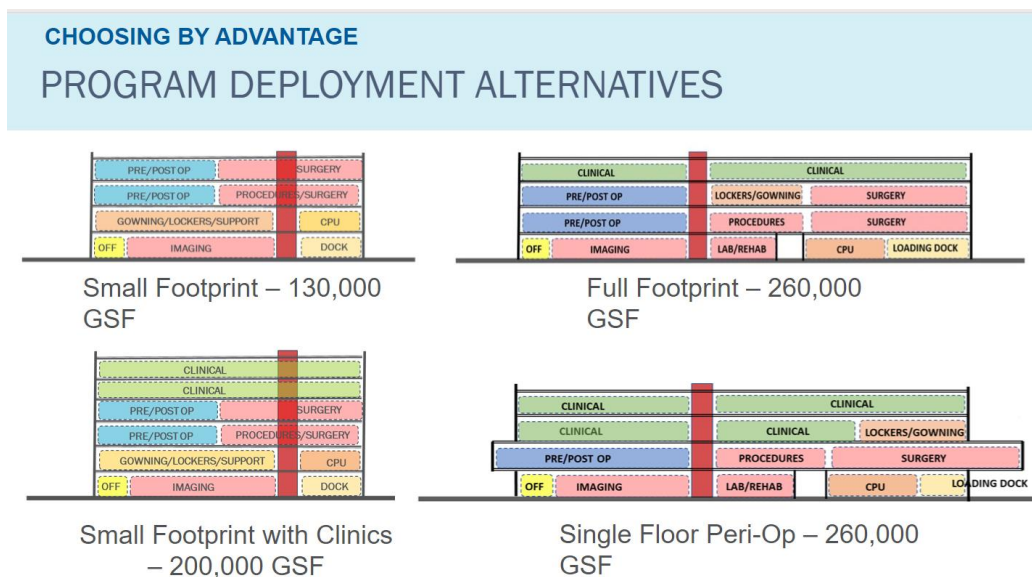 CHOOSING BY ADVANTAGE
PROGRAM DEPLOYMENT ALTERNATIVES
PRE/POST OP SURGERY
PRE/POST OP PROCEDURES/SURGERY
GOWNING/LOCKERS/SUPPORT CPU
OFF IMAGING DOCK
Small Footprint – 130,000
GSF
CLINICAL CLINICAL
PRE/POST OP LOCKERS/GOWNING SURGERY
PRE/POST OP PROCEDURES SURGERY
OFF IMAGING LAB/REHAB CPU LOADING DOCK
Full Footprint – 260,000
GSF
CLINICAL
CLINICAL
PRE/POST OP SURGERY
PRE/POST OP PROCEDURES/SURGERY
GOWNING/LOCKERS/SUPPORT CPU
OFF IMAGING DOCK
Small Footprint with Clinics
– 200,000 GSF
CLINICAL CLINICAL
CLINICAL CLINICAL LOCKERS/GOWNING
PRE/POST OP PROCEDURES SURGERY
OFF IMAGING LAB/REHAB CPU LOADING DOCK
Single Floor Peri-Op – 260,000
GSF